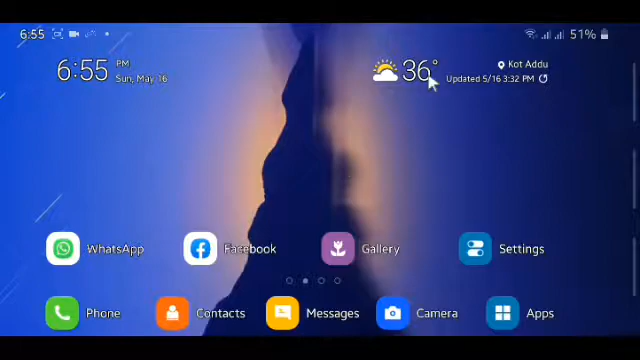 6:55 51%
6:55 PM
Sun, May 16
36°
Kot Addu
Updated 5/16 3:32 PM
WhatsApp Facebook Gallery Settings
Phone Contacts Messages Camera Apps